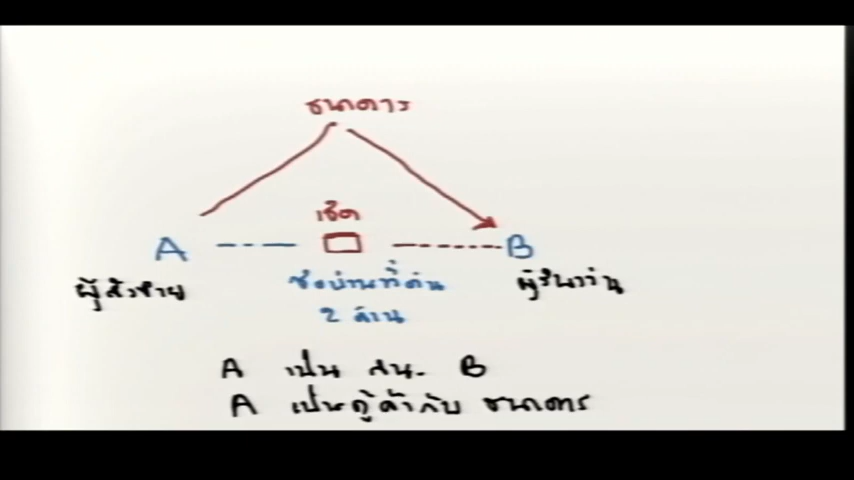 ธนาคาร
เช็ค
A B
ผู้สั่งจ่าย ซื้อบ้านที่ดิน ผู้รับเงิน
2 ล้าน
A เป็น ลน. B
A เป็นคู่ค้ากับ ธนาคาร